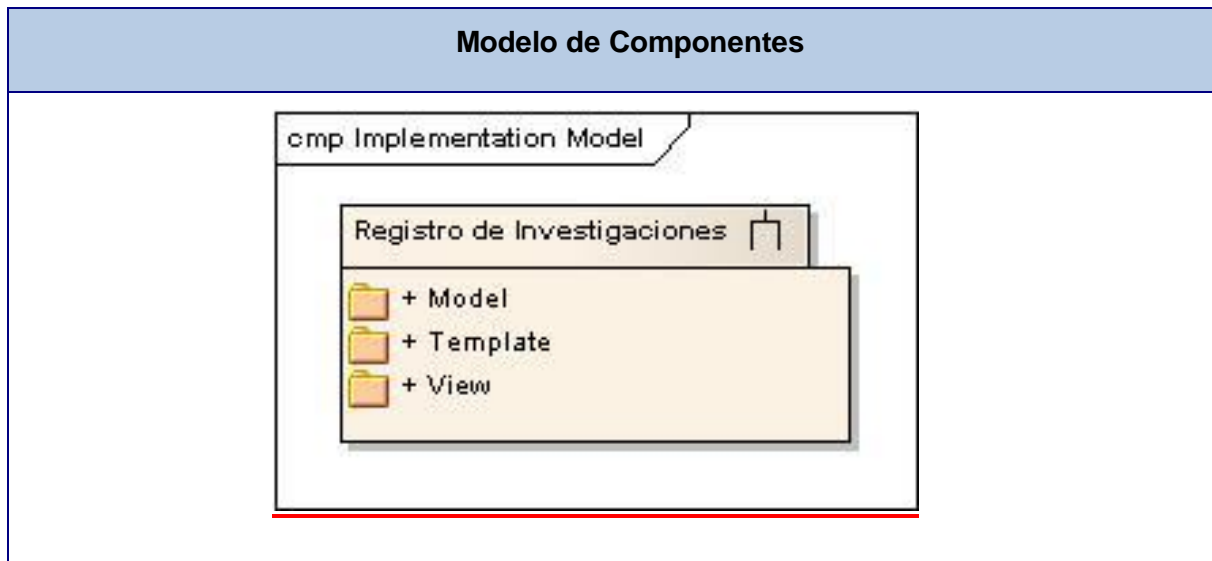 Modelo de Componentes
cmp Implementation Model
Registro de Investigaciones
+ Model
+ Template
+ View